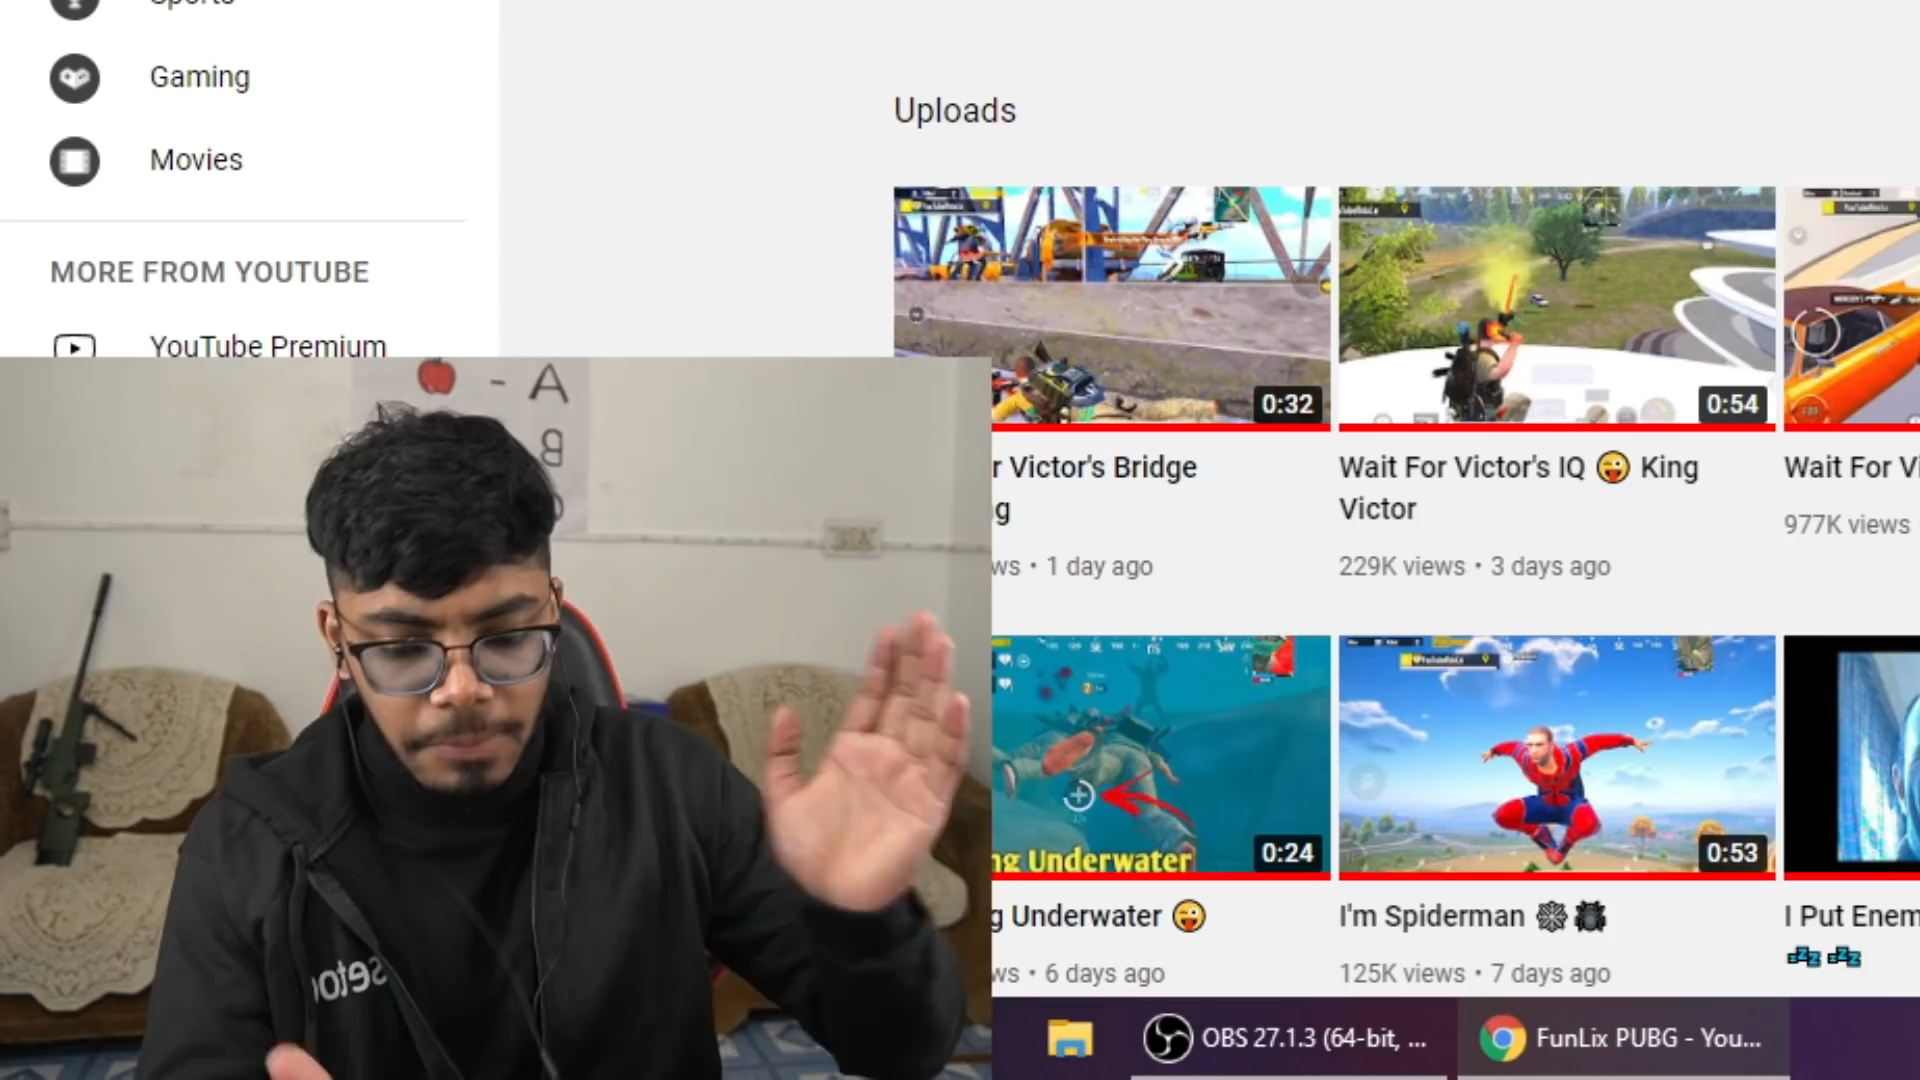 Sports
Gaming
Movies
MORE FROM YOUTUBE
YouTube Premium
Uploads
0:32
0:54
r Victor's Bridge
g
ws • 1 day ago
Wait For Victor's IQ 😜 King
Victor
229K views • 3 days ago
Wait For Vi
977K views
ng Underwater
0:24
0:53
g Underwater 😜
ws • 6 days ago
I'm Spiderman 🕸 🕷
125K views • 7 days ago
I Put Enem
💤 💤
- A
B
OBS 27.1.3 (64-bit, ...
FunLix PUBG - You...